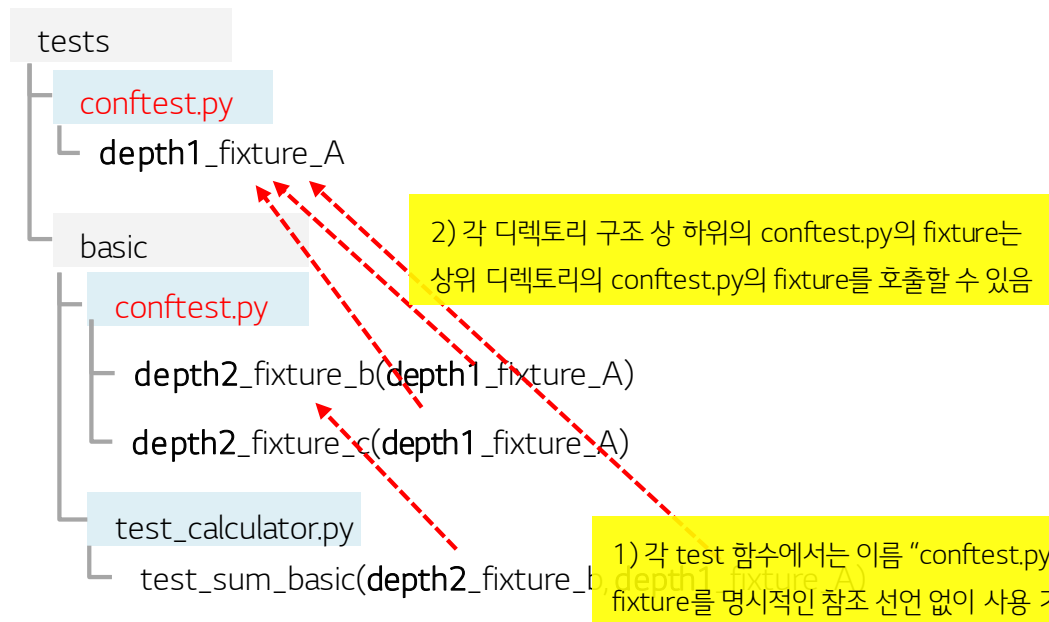 tests
conftest.py
depth1_fixture_A
2) 각 디렉토리 구조 상 하위의 conftest.py의 fixture는
상위 디렉토리의 conftest.py의 fixture를 호출할 수 있음
basic
conftest.py
depth2_fixture_b(depth1_fixture_A)
depth2_fixture_c(depth1_fixture_A)
test_calculator.py
test_sum_basic(depth2_fixture_b, depth1_fixture_A)
1) 각 test 함수에서는 이름 “conftest.py
fixture를 명시적인 참조 선언 없이 사용